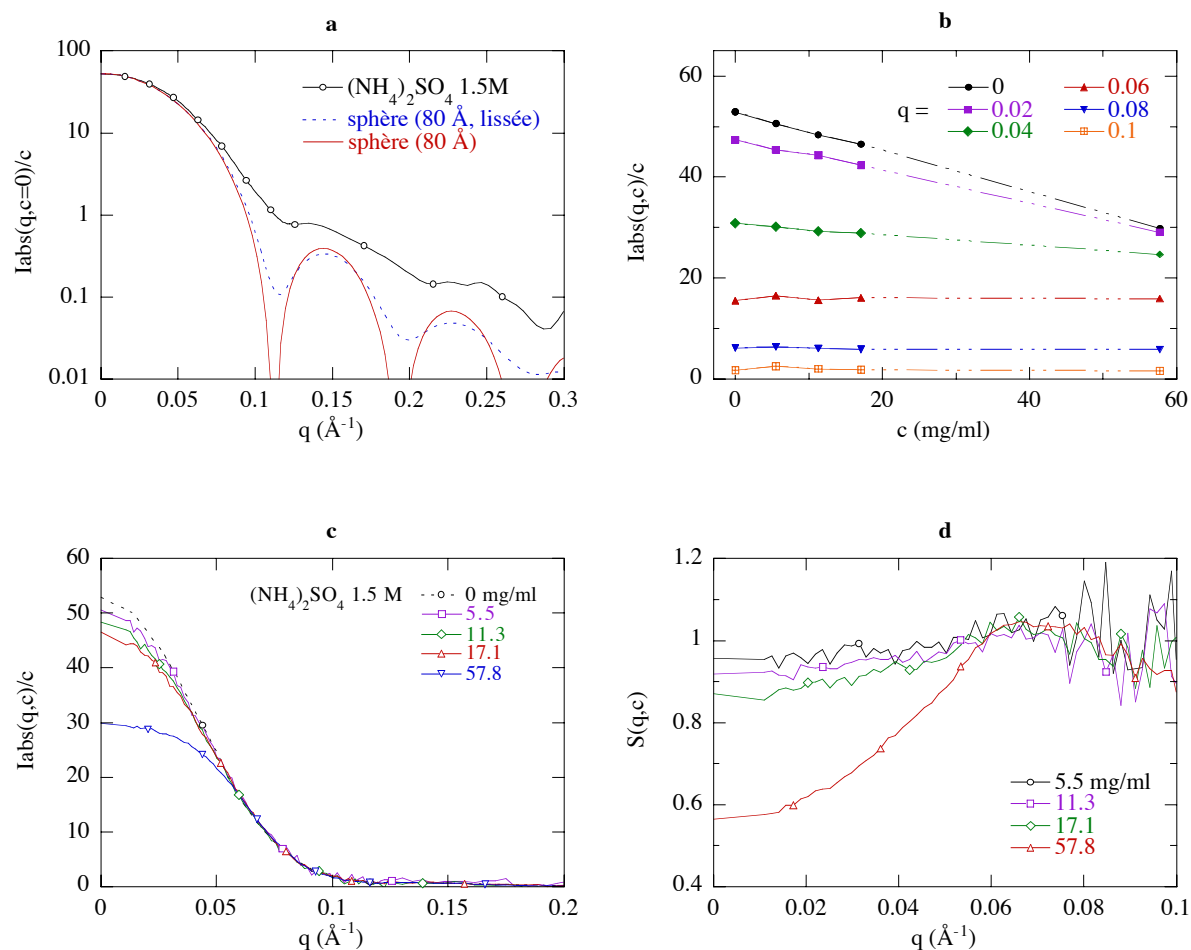 a
100
10
1
0.1
0.01
0
0.05
0.1
0.15
0.2
0.25
0.3
Iabs(q,c=0)/c
q (Å⁻¹)
(NH₄)₂SO₄ 1.5M
sphère (80 Å, lissée)
sphère (80 Å)
b
60
40
20
0
0
20
40
60
Iabs(q,c)/c
c (mg/ml)
q =
0
0.02
0.04
0.06
0.08
0.1
c
60
50
40
30
20
10
0
0
0.05
0.1
0.15
0.2
Iabs(q,c)/c
q (Å⁻¹)
(NH₄)₂SO₄ 1.5 M
0 mg/ml
5.5
11.3
17.1
57.8
d
1.2
1
0.8
0.6
0.4
0
0.02
0.04
0.06
0.08
0.1
S(q,c)
q (Å⁻¹)
5.5 mg/ml
11.3
17.1
57.8